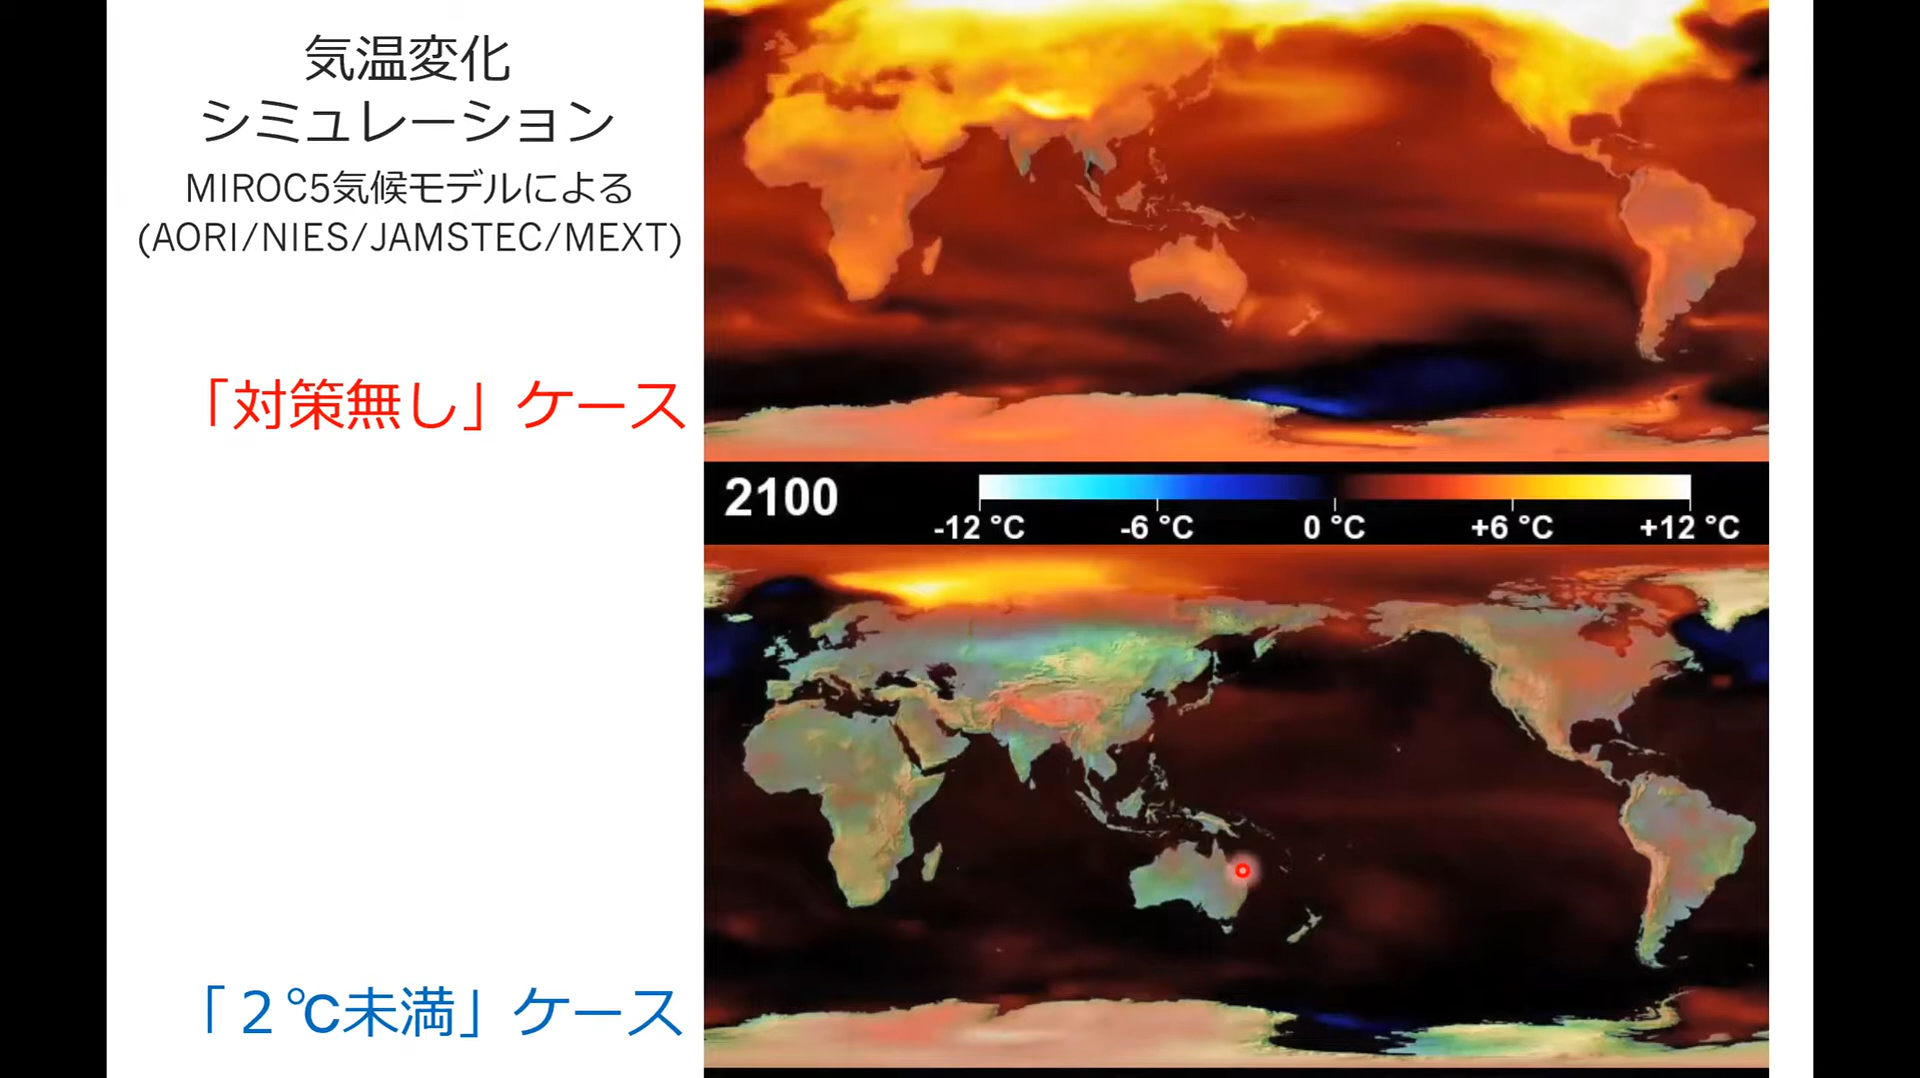 気温変化
シミュレーション
MIROC5気候モデルによる
(AORI/NIES/JAMSTEC/MEXT)
「対策無し」ケース
2100
-12 °C -6 °C 0 °C +6 °C +12 °C
「２℃未満」ケース